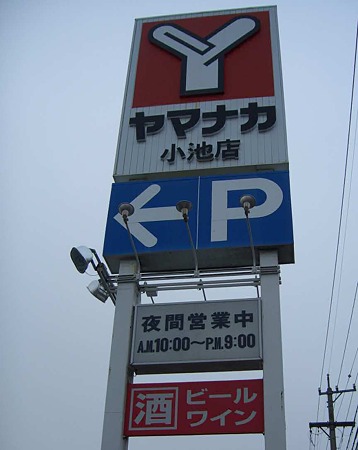 Y
ヤマナカ
小池店
←P
夜間営業中
A.M.10:00～P.M.9:00
酒 ビール
ワイン